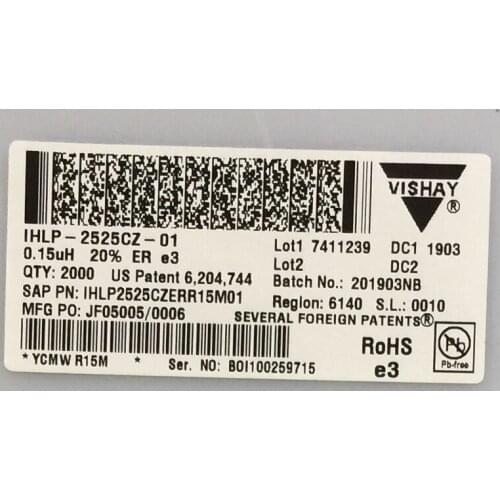 VISHAY ®
IHLP-2525CZ-01
0.15uH 20% ER e3
QTY: 2000 US Patent 6,204,744
SAP PN: IHLP2525CZERR15M01
MFG PO: JF05005/0006
Lot1 7411239 DC1 1903
Lot2 DC2
Batch No.: 201903NB
Region: 6140 S.L.: 0010
SEVERAL FOREIGN PATENTS
RoHS
e3
Pb
Pb-free
* YCMW R15M * Ser. NO: BOI100259715